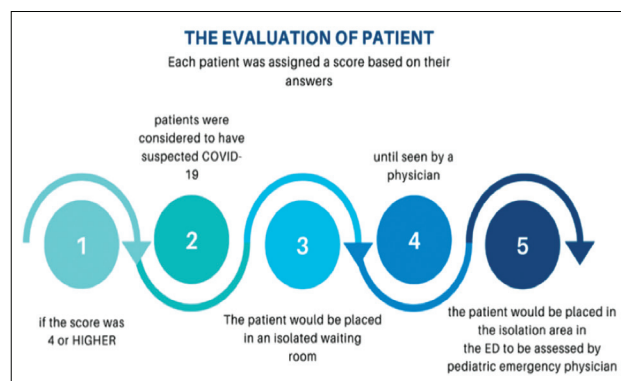 THE EVALUATION OF PATIENT
Each patient was assigned a score based on their
answers
patients were
considered to have
suspected COVID-
19
until seen by a
physician
1
2
3
4
5
if the score was
4 or HIGHER
The patient would be placed
in an isolated waiting
room
the patient would be placed in
the isolation area in
the ED to be assessed by
pediatric emergency physician